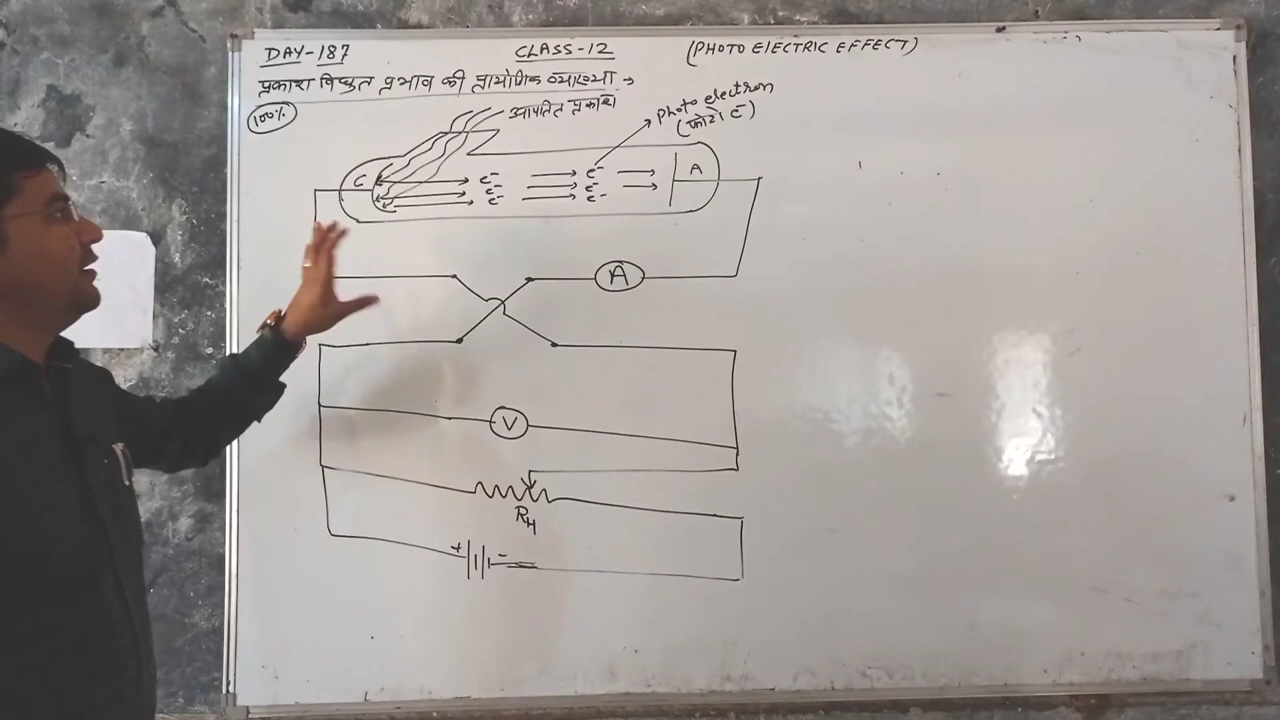 DAY-187 CLASS-12 (PHOTO ELECTRIC EFFECT)
प्रकाश विधुत प्रभाव की प्रायोगिक व्याख्या →
100%
आपतित प्रकाश
Photo electron
(फोटो e⁻)
C e⁻ e⁻ A
e⁻ e⁻
e⁻ e⁻
A
V
RH
+ -